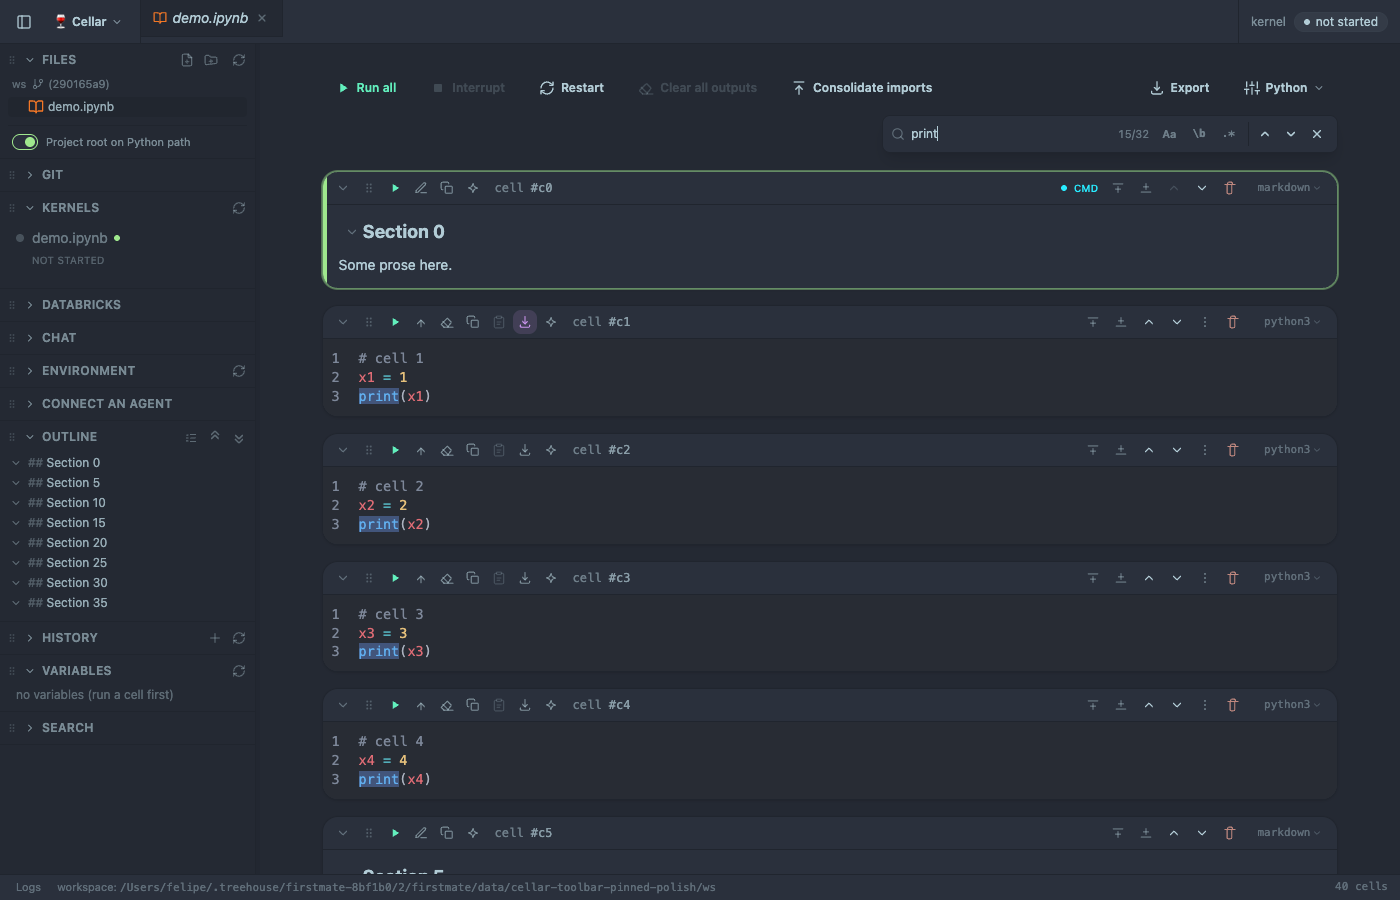 Cellar
demo.ipynb
kernel
not started
FILES
ws (290165a9)
demo.ipynb
Project root on Python path
GIT
KERNELS
demo.ipynb
NOT STARTED
DATABRICKS
CHAT
ENVIRONMENT
CONNECT AN AGENT
OUTLINE
## Section 0
## Section 5
## Section 10
## Section 15
## Section 20
## Section 25
## Section 30
## Section 35
HISTORY
VARIABLES
no variables (run a cell first)
SEARCH
Run all
Interrupt
Restart
Clear all outputs
Consolidate imports
Export
Python
print
15/32
Aa
\b
.*
cell #c0
CMD
markdown
Section 0
Some prose here.
cell #c1
python3
1 # cell 1
2 x1 = 1
3 print(x1)
cell #c2
python3
1 # cell 2
2 x2 = 2
3 print(x2)
cell #c3
python3
1 # cell 3
2 x3 = 3
3 print(x3)
cell #c4
python3
1 # cell 4
2 x4 = 4
3 print(x4)
cell #c5
markdown
Section 5
Logs
workspace: /Users/felipe/.treehouse/firstmate-8bf1b0/2/firstmate/data/cellar-toolbar-pinned-polish/ws
40 cells